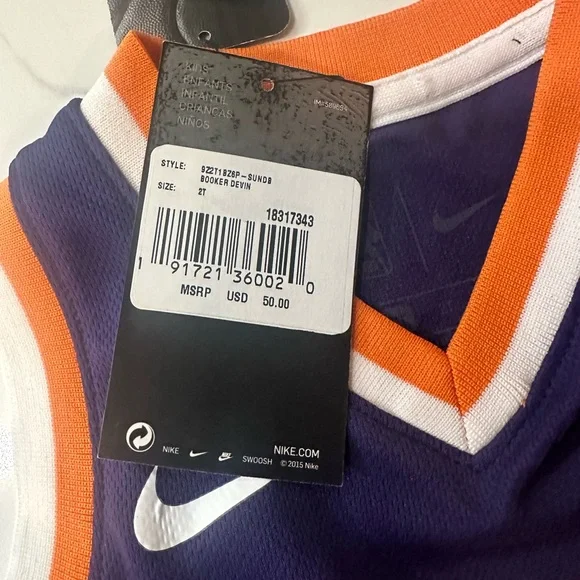 KIDS
ENFANTS
INFANTIL
CRIANÇAS
NIÑOS
STYLE: 9Z2T1BZ6P-SUNDB
BOOKER DEVIN
SIZE: 2T
18317343
1 91721 36002 0
MSRP USD 50.00
NIKE SWOOSH
NIKE.COM
© 2015 Nike